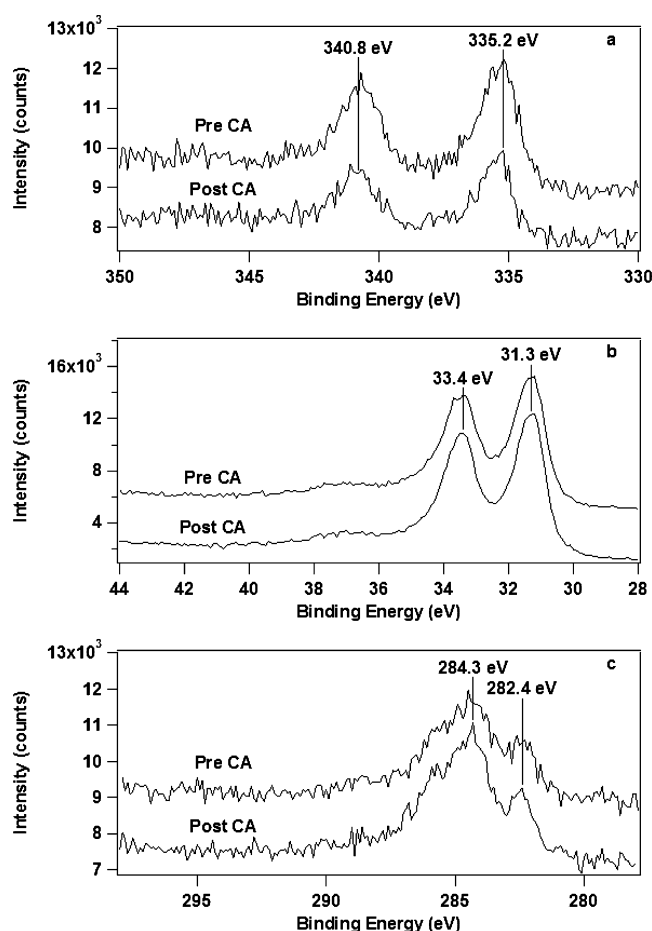 13x10³
340.8 eV
335.2 eV
a
12
Pre CA
10
Post CA
9
8
Intensity (counts)
350
345
340
335
330
Binding Energy (eV)
16x10³
33.4 eV
31.3 eV
b
12
Pre CA
8
Post CA
4
Intensity (counts)
44
42
40
38
36
34
32
30
28
Binding Energy (eV)
13x10³
284.3 eV
282.4 eV
c
12
11
Pre CA
10
9
Post CA
8
7
Intensity (counts)
295
290
285
280
Binding Energy (eV)